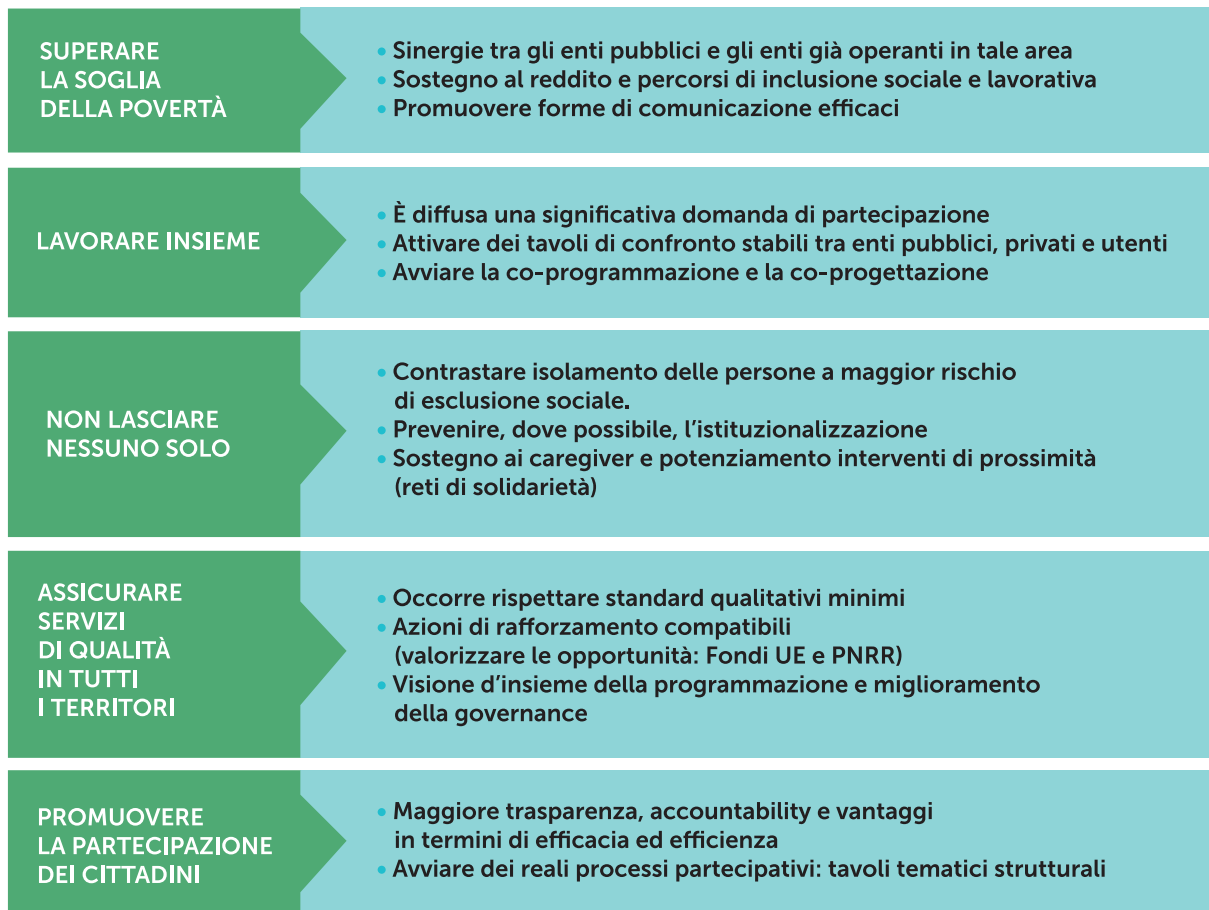 SUPERARE
LA SOGLIA
DELLA POVERTÀ
• Sinergie tra gli enti pubblici e gli enti già operanti in tale area
• Sostegno al reddito e percorsi di inclusione sociale e lavorativa
• Promuovere forme di comunicazione efficaci
LAVORARE INSIEME
• È diffusa una significativa domanda di partecipazione
• Attivare dei tavoli di confronto stabili tra enti pubblici, privati e utenti
• Avviare la co-programmazione e la co-progettazione
NON LASCIARE
NESSUNO SOLO
• Contrastare isolamento delle persone a maggior rischio
di esclusione sociale.
• Prevenire, dove possibile, l’istituzionalizzazione
• Sostegno ai caregiver e potenziamento interventi di prossimità
(reti di solidarietà)
ASSICURARE
SERVIZI
DI QUALITÀ
IN TUTTI
I TERRITORI
• Occorre rispettare standard qualitativi minimi
• Azioni di rafforzamento compatibili
(valorizzare le opportunità: Fondi UE e PNRR)
• Visione d’insieme della programmazione e miglioramento
della governance
PROMUOVERE
LA PARTECIPAZIONE
DEI CITTADINI
• Maggiore trasparenza, accountability e vantaggi
in termini di efficacia ed efficienza
• Avviare dei reali processi partecipativi: tavoli tematici strutturali